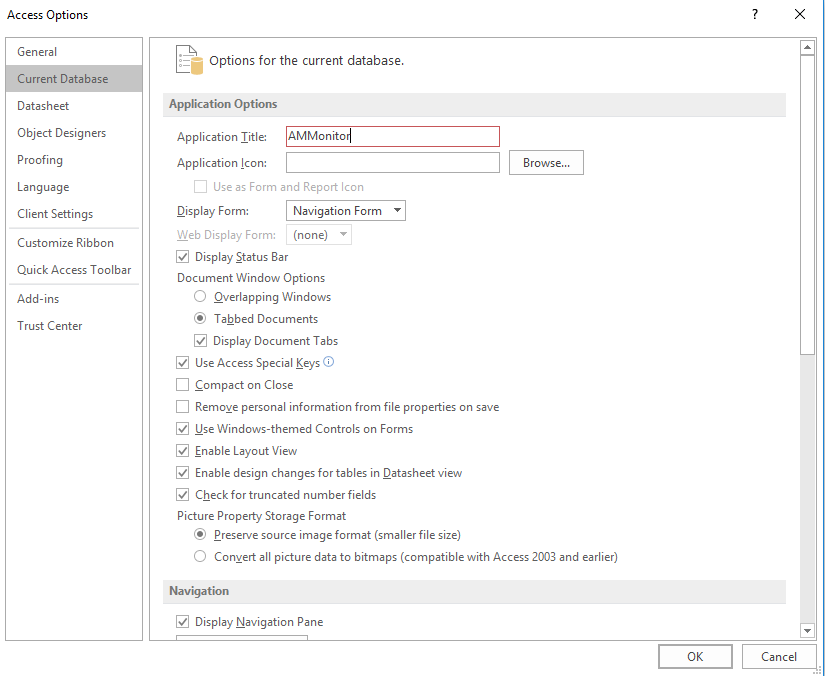 Access Options
?
General
Current Database
Datasheet
Object Designers
Proofing
Language
Client Settings
Customize Ribbon
Quick Access Toolbar
Add-ins
Trust Center
Options for the current database.
Application Options
Application Title: AMMonitor
Application Icon: Browse...
Use as Form and Report Icon
Display Form: Navigation Form
Web Display Form: (none)
Display Status Bar
Document Window Options
Overlapping Windows
Tabbed Documents
Display Document Tabs
Use Access Special Keys
Compact on Close
Remove personal information from file properties on save
Use Windows-themed Controls on Forms
Enable Layout View
Enable design changes for tables in Datasheet view
Check for truncated number fields
Picture Property Storage Format
Preserve source image format (smaller file size)
Convert all picture data to bitmaps (compatible with Access 2003 and earlier)
Navigation
Display Navigation Pane
OK Cancel